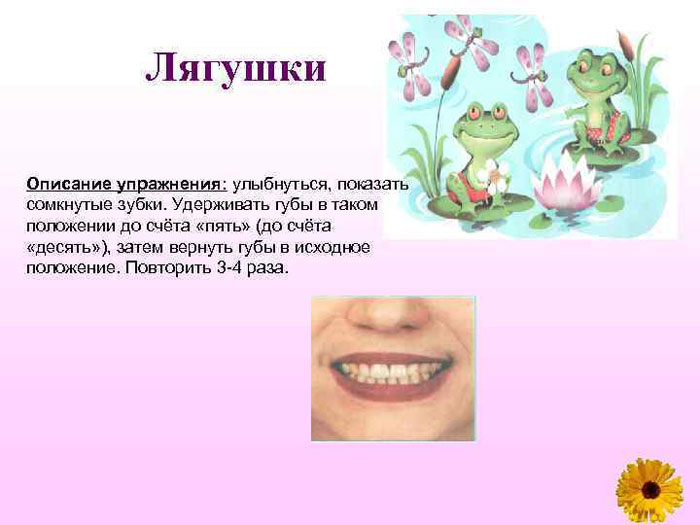 Лягушки
Описание упражнения: улыбнуться, показать
сомкнутые зубки. Удерживать губы в таком
положении до счёта «пять» (до счёта
«десять»), затем вернуть губы в исходное
положение. Повторить 3-4 раза.